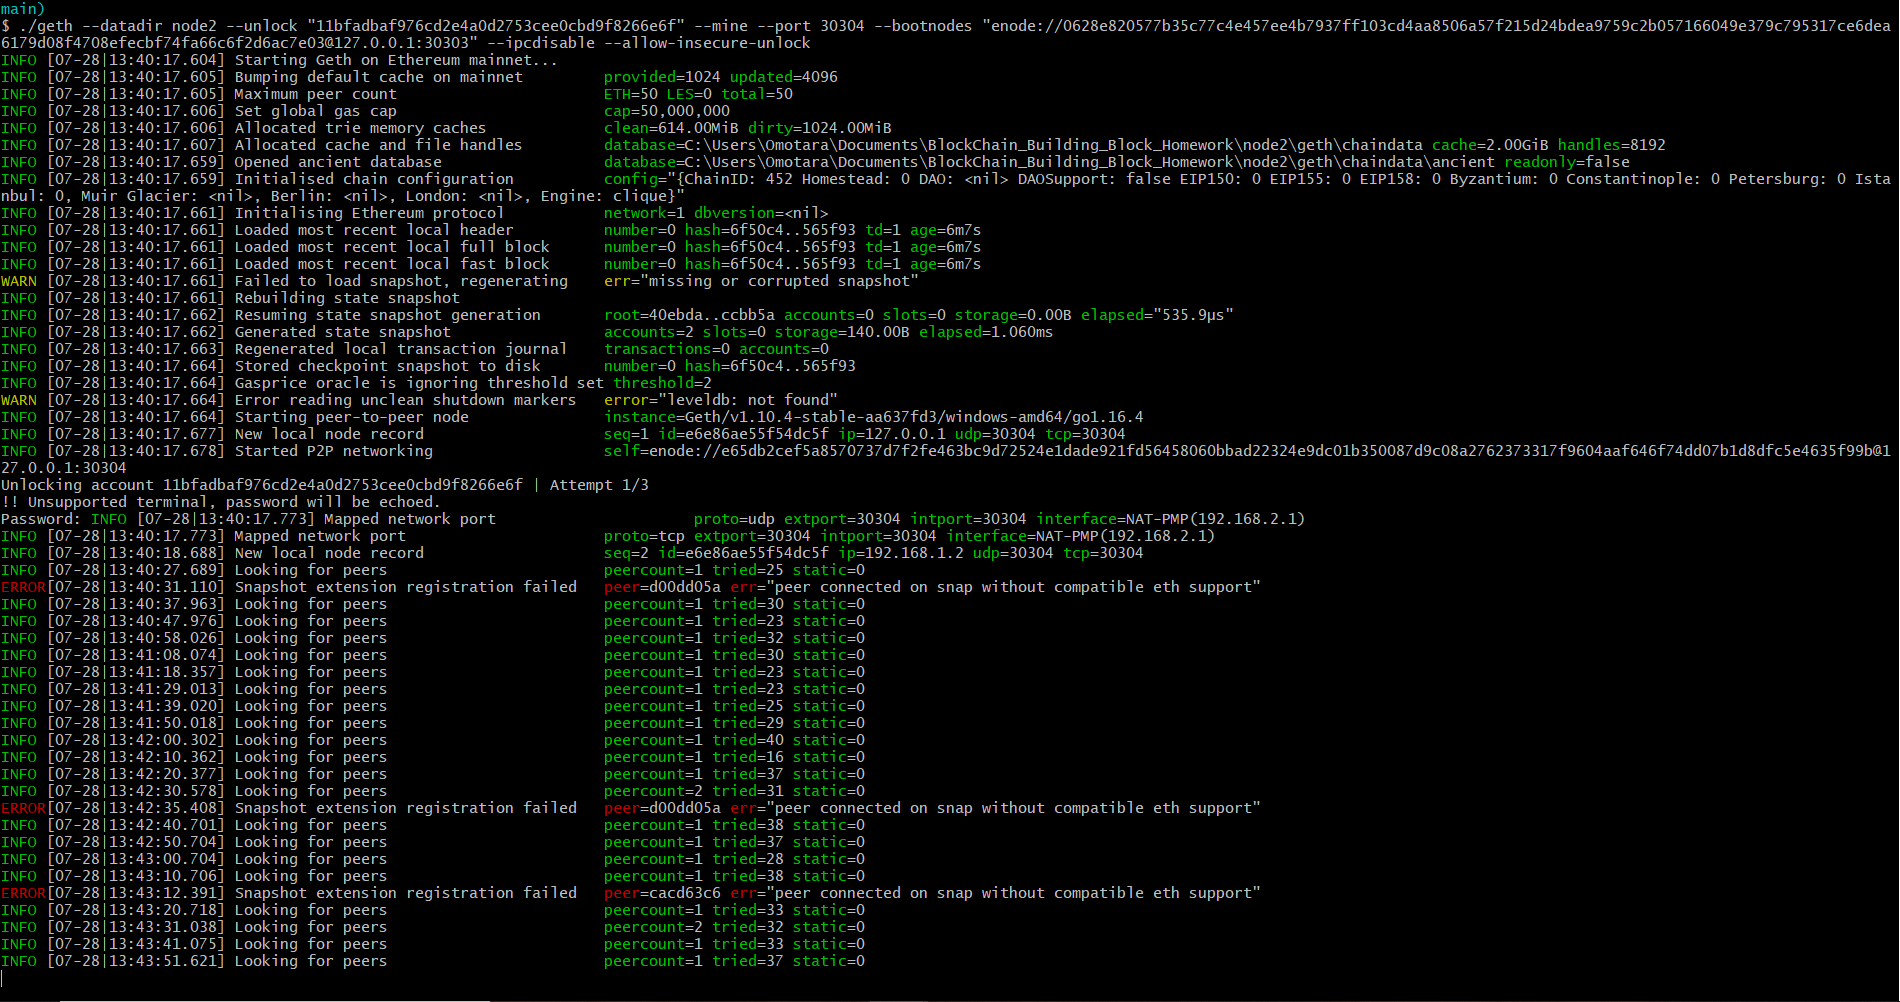 main)
$ ./geth --datadir node2 --unlock "11bfadbaf976cd2e4a0d2753cee0cbd9f8266e6f" --mine --port 30304 --bootnodes "enode://0628e820577b35c77c4e457ee4b7937ff103cd4aa8506a57f215d24bdea9759c2b057166049e379c795317ce6dea
6179d08f4708efecbf74fa66c6f2d6ac7e03@127.0.0.1:30303" --ipcdisable --allow-insecure-unlock
INFO [07-28|13:40:17.604] Starting Geth on Ethereum mainnet...
INFO [07-28|13:40:17.605] Bumping default cache on mainnet provided=1024 updated=4096
INFO [07-28|13:40:17.605] Maximum peer count ETH=50 LES=0 total=50
INFO [07-28|13:40:17.606] Set global gas cap cap=50,000,000
INFO [07-28|13:40:17.606] Allocated trie memory caches clean=614.00MiB dirty=1024.00MiB
INFO [07-28|13:40:17.607] Allocated cache and file handles database=C:\Users\Omotara\Documents\BlockChain_Building_Block_Homework\node2\geth\chaindata cache=2.00GiB handles=8192
INFO [07-28|13:40:17.659] Opened ancient database database=C:\Users\Omotara\Documents\BlockChain_Building_Block_Homework\node2\geth\chaindata\ancient readonly=false
INFO [07-28|13:40:17.659] Initialised chain configuration config="{ChainID: 452 Homestead: 0 DAO: <nil> DAOSupport: false EIP150: 0 EIP155: 0 EIP158: 0 Byzantium: 0 Constantinople: 0 Petersburg: 0 Ista
nbul: 0, Muir Glacier: <nil>, Berlin: <nil>, London: <nil>, Engine: clique}"
INFO [07-28|13:40:17.661] Initialising Ethereum protocol network=1 dbversion=<nil>
INFO [07-28|13:40:17.661] Loaded most recent local header number=0 hash=6f50c4..565f93 td=1 age=6m7s
INFO [07-28|13:40:17.661] Loaded most recent local full block number=0 hash=6f50c4..565f93 td=1 age=6m7s
INFO [07-28|13:40:17.661] Loaded most recent local fast block number=0 hash=6f50c4..565f93 td=1 age=6m7s
WARN [07-28|13:40:17.661] Failed to load snapshot, regenerating err="missing or corrupted snapshot"
INFO [07-28|13:40:17.661] Rebuilding state snapshot
INFO [07-28|13:40:17.662] Resuming state snapshot generation root=40ebda..ccbb5a accounts=0 slots=0 storage=0.00B elapsed="535.9µs"
INFO [07-28|13:40:17.662] Generated state snapshot accounts=2 slots=0 storage=140.00B elapsed=1.060ms
INFO [07-28|13:40:17.663] Regenerated local transaction journal transactions=0 accounts=0
INFO [07-28|13:40:17.664] Stored checkpoint snapshot to disk number=0 hash=6f50c4..565f93
INFO [07-28|13:40:17.664] Gasprice oracle is ignoring threshold set threshold=2
WARN [07-28|13:40:17.664] Error reading unclean shutdown markers error="leveldb: not found"
INFO [07-28|13:40:17.664] Starting peer-to-peer node instance=Geth/v1.10.4-stable-aa637fd3/windows-amd64/go1.16.4
INFO [07-28|13:40:17.677] New local node record seq=1 id=e6e86ae55f54dc5f ip=127.0.0.1 udp=30304 tcp=30304
INFO [07-28|13:40:17.678] Started P2P networking self=enode://e65db2cef5a8570737d7f2fe463bc9d72524e1dade921fd56458060bbad22324e9dc01b350087d9c08a2762373317f9604aaf646f74dd07b1d8dfc5e4635f99b@1
27.0.0.1:30304
Unlocking account 11bfadbaf976cd2e4a0d2753cee0cbd9f8266e6f | Attempt 1/3
!! Unsupported terminal, password will be echoed.
Password: INFO [07-28|13:40:17.773] Mapped network port proto=udp extport=30304 intport=30304 interface=NAT-PMP(192.168.2.1)
INFO [07-28|13:40:17.773] Mapped network port proto=tcp extport=30304 intport=30304 interface=NAT-PMP(192.168.2.1)
INFO [07-28|13:40:18.688] New local node record seq=2 id=e6e86ae55f54dc5f ip=192.168.1.2 udp=30304 tcp=30304
INFO [07-28|13:40:27.689] Looking for peers peercount=1 tried=25 static=0
ERROR[07-28|13:40:31.110] Snapshot extension registration failed peer=d00dd05a err="peer connected on snap without compatible eth support"
INFO [07-28|13:40:37.963] Looking for peers peercount=1 tried=30 static=0
INFO [07-28|13:40:47.976] Looking for peers peercount=1 tried=23 static=0
INFO [07-28|13:40:58.026] Looking for peers peercount=1 tried=32 static=0
INFO [07-28|13:41:08.074] Looking for peers peercount=1 tried=30 static=0
INFO [07-28|13:41:18.357] Looking for peers peercount=1 tried=23 static=0
INFO [07-28|13:41:29.013] Looking for peers peercount=1 tried=23 static=0
INFO [07-28|13:41:39.020] Looking for peers peercount=1 tried=25 static=0
INFO [07-28|13:41:50.018] Looking for peers peercount=1 tried=29 static=0
INFO [07-28|13:42:00.302] Looking for peers peercount=1 tried=40 static=0
INFO [07-28|13:42:10.362] Looking for peers peercount=1 tried=16 static=0
INFO [07-28|13:42:20.377] Looking for peers peercount=1 tried=37 static=0
INFO [07-28|13:42:30.578] Looking for peers peercount=2 tried=31 static=0
ERROR[07-28|13:42:35.408] Snapshot extension registration failed peer=d00dd05a err="peer connected on snap without compatible eth support"
INFO [07-28|13:42:40.701] Looking for peers peercount=1 tried=38 static=0
INFO [07-28|13:42:50.704] Looking for peers peercount=1 tried=37 static=0
INFO [07-28|13:43:00.704] Looking for peers peercount=1 tried=28 static=0
INFO [07-28|13:43:10.706] Looking for peers peercount=1 tried=38 static=0
ERROR[07-28|13:43:12.391] Snapshot extension registration failed peer=cacd63c6 err="peer connected on snap without compatible eth support"
INFO [07-28|13:43:20.718] Looking for peers peercount=1 tried=33 static=0
INFO [07-28|13:43:31.038] Looking for peers peercount=2 tried=32 static=0
INFO [07-28|13:43:41.075] Looking for peers peercount=1 tried=33 static=0
INFO [07-28|13:43:51.621] Looking for peers peercount=1 tried=37 static=0